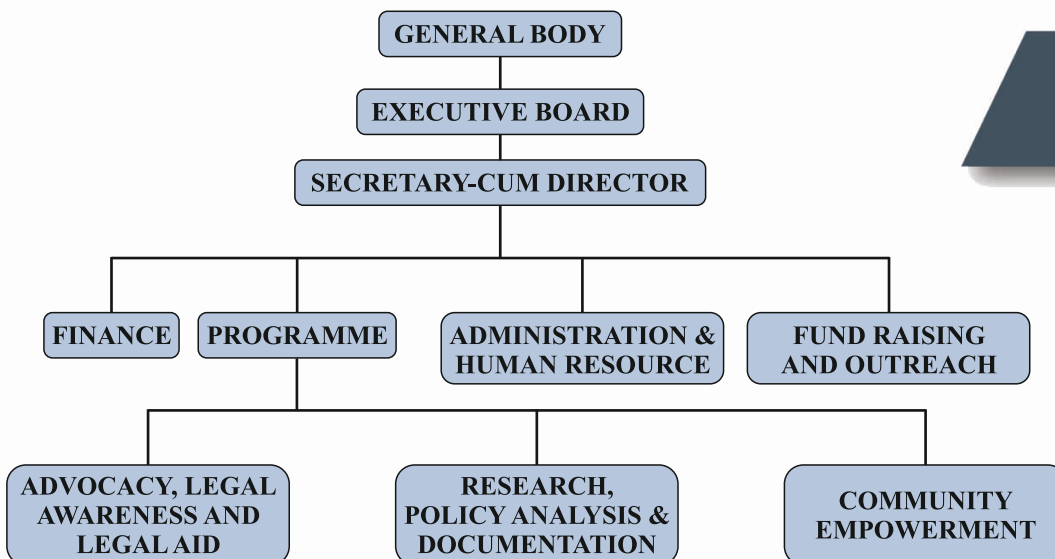 GENERAL BODY
EXECUTIVE BOARD
SECRETARY-CUM DIRECTOR
FINANCE
PROGRAMME
ADMINISTRATION &
HUMAN RESOURCE
FUND RAISING
AND OUTREACH
ADVOCACY, LEGAL
AWARENESS AND
LEGAL AID
RESEARCH,
POLICY ANALYSIS &
DOCUMENTATION
COMMUNITY
EMPOWERMENT